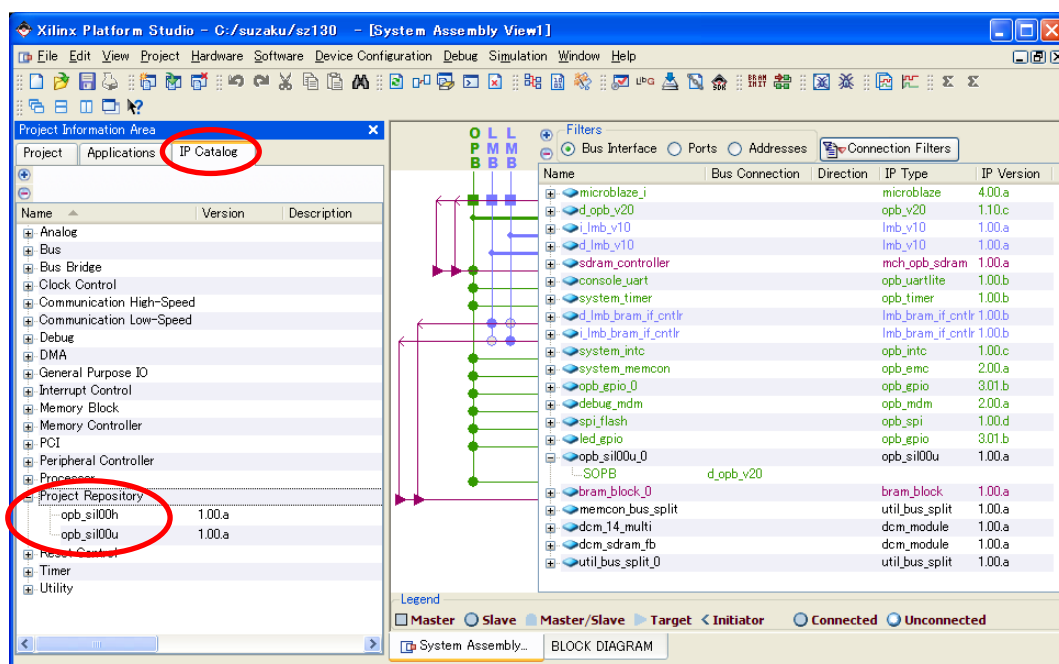 Xilinx Platform Studio - C:/suzaku/sz130 - [System Assembly View1]
File Edit View Project Hardware Software Device Configuration Debug Simulation Window Help
Project Information Area
Project Applications IP Catalog
Name Version Description
Analog
Bus
Bus Bridge
Clock Control
Communication High-Speed
Communication Low-Speed
Debug
DMA
General Purpose IO
Interrupt Control
Memory Block
Memory Controller
PCI
Peripheral Controller
Processor
Project Repository
opb_sil00h 1.00.a
opb_sil00u 1.00.a
Reset Control
Timer
Utility
OPB LMB LMB
Filters
Bus Interface Ports Addresses Connection Filters
Name Bus Connection Direction IP Type IP Version
microblaze_i microblaze 4.00.a
d_opb_v20 opb_v20 1.10.c
i_lmb_v10 lmb_v10 1.00.a
d_lmb_v10 lmb_v10 1.00.a
sdram_controller mch_opb_sdram 1.00.a
console_uart opb_uartlite 1.00.b
system_timer opb_timer 1.00.b
d_lmb_bram_if_cntlr lmb_bram_if_cntlr 1.00.b
i_lmb_bram_if_cntlr lmb_bram_if_cntlr 1.00.b
system_intc opb_intc 1.00.c
system_memcon opb_emc 2.00.a
opb_gpio_0 opb_gpio 3.01.b
debug_mdm opb_mdm 2.00.a
spi_flash opb_spi 1.00.d
led_gpio opb_gpio 3.01.b
opb_sil00u_0 opb_sil00u 1.00.a
SOPB d_opb_v20
bram_block_0 bram_block 1.00.a
memcon_bus_split util_bus_split 1.00.a
dcm_14_multi dcm_module 1.00.a
dcm_sdram_fb dcm_module 1.00.a
util_bus_split_0 util_bus_split 1.00.a
Legend
Master Slave Master/Slave Target Initiator Connected Unconnected
System Assembly... BLOCK DIAGRAM